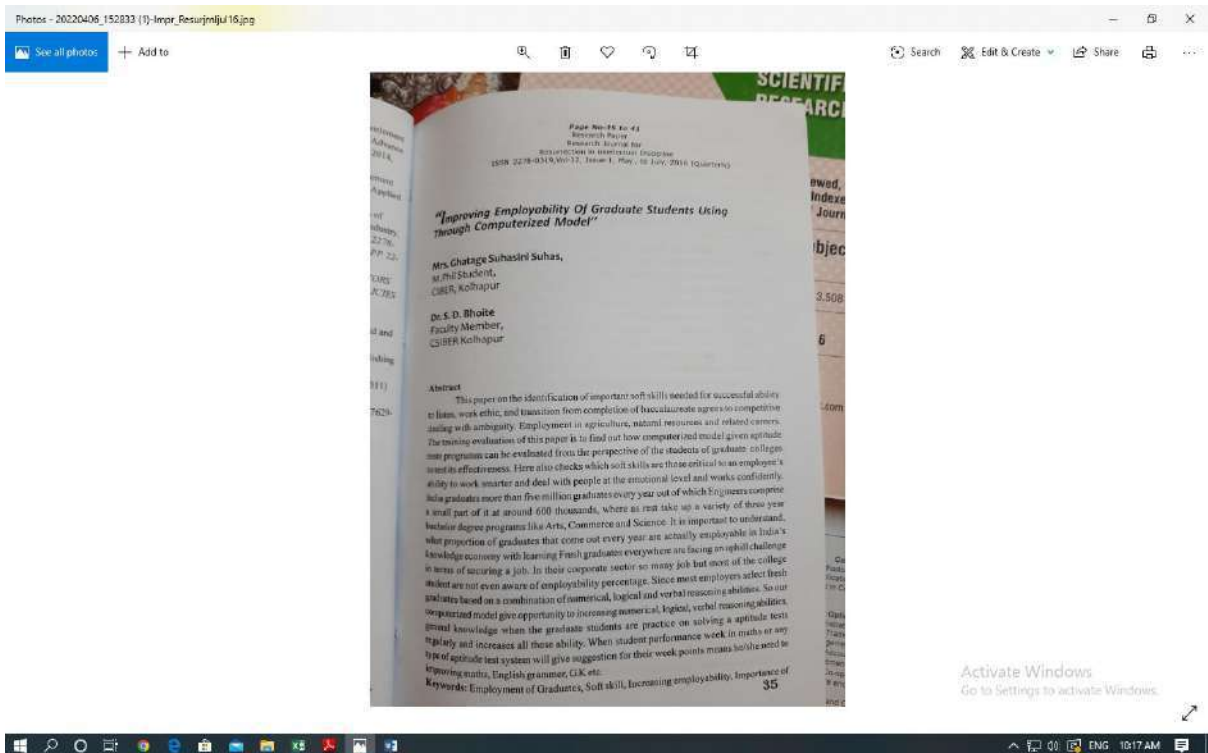 Photos - 20220406_152833 (1)-Impr_Resurjmljul16.jpg
See all photos
Add to
Search
Edit & Create
Share
SCIENTIF
RESEARC
Page No-35 to 41
Research Paper
Research Journal for
ISSN 2278-0319,Vol-17, Issue-1, May, to July, 2016 (Quarterly)
"Improving Employability Of Graduate Students Using
Through Computerized Model"
Mrs. Ghatage Suhasini Suhas,
M.Phil Student,
CIBER, Kolhapur
Dr. S. D. Bhoite
Faculty Member,
CSIBER Kolhapur
Abstract
This paper on the identification of important soft skills needed for successful ability
to listen, work ethic, and transition from completion of baccalaureate agrees to competitive
dealing with ambiguity. Employment in agriculture, natural resources and related careers.
The training evaluation of this paper is to find out how computerized model given aptitude
programm can be evaluated from the perspective of the students of graduate colleges
to test its effectiveness. Here also checks which soft skills are those critical to an employee's
ability to work smarter and deal with people at the emotional level and works confidently.
India graduates more than five million graduates every year out of which Engineers comprise
a small part of it at around 600 thousands, where as rest take up a variety of three year
bachelor degree programs like Arts, Commerce and Science. It is important to understand,
what proportion of graduates that come out every year are actually employable in India's
knowledge economy with learning Fresh graduates everywhere are facing an uphill challenge
in terms of securing a job. In their corporate sector so many job but most of the college
student are not even aware of employability percentage. Since most employers select fresh
graduates based on a combination of numerical, logical and verbal reasoning abilities. So our
computerized model give opportunity to increasing numerical, logical, verbal reasoning abilities,
general knowledge when the graduate students are practice on solving a aptitude tests
regularly and increases all those ability. When student performance week in maths or any
type of aptitude test system will give suggestion for their week points means he/she need to
improving maths, English grammer, G.K etc.
Keywords: Employment of Graduates, Soft skill, Increasing employability, Importance of
35
ewed,
Indexe
Journ
bjec
3.508
6
.com
Activate Windows
Go to Settings to activate Windows.
ENG
10:17 AM